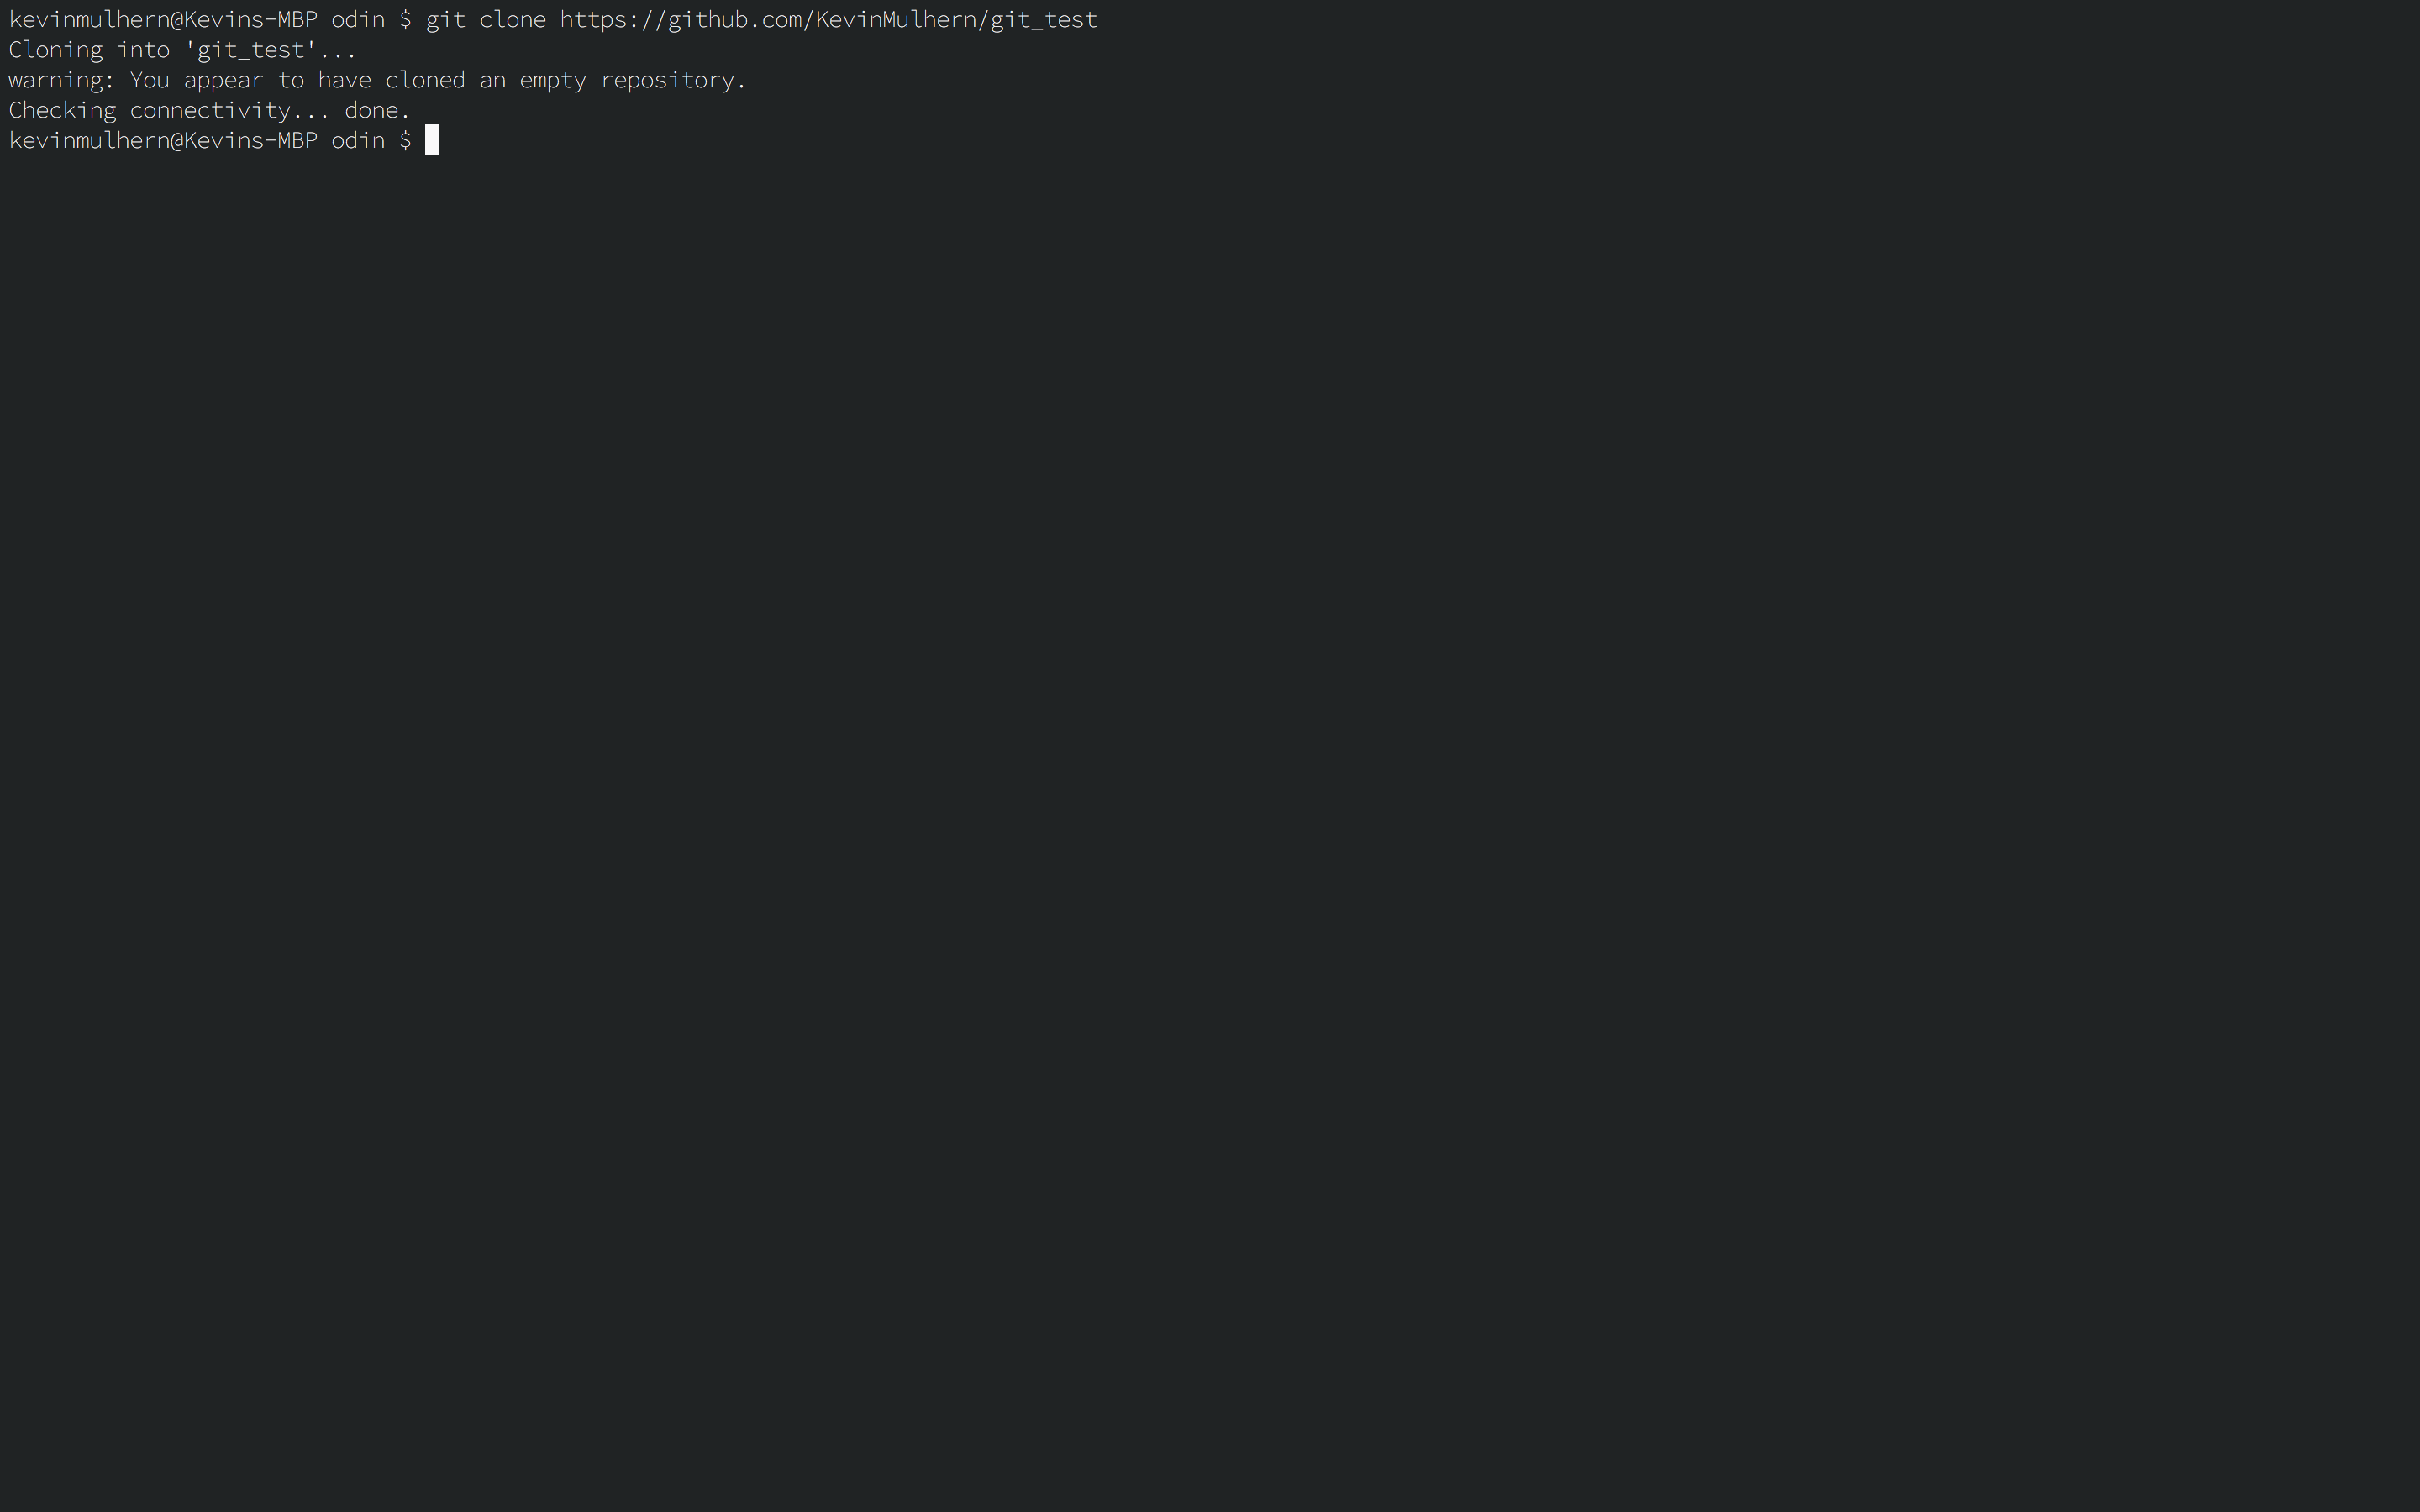 kevinmulhern@Kevins-MBP odin $ git clone https://github.com/KevinMulhern/git_test
Cloning into 'git_test'...
warning: You appear to have cloned an empty repository.
Checking connectivity... done.
kevinmulhern@Kevins-MBP odin $